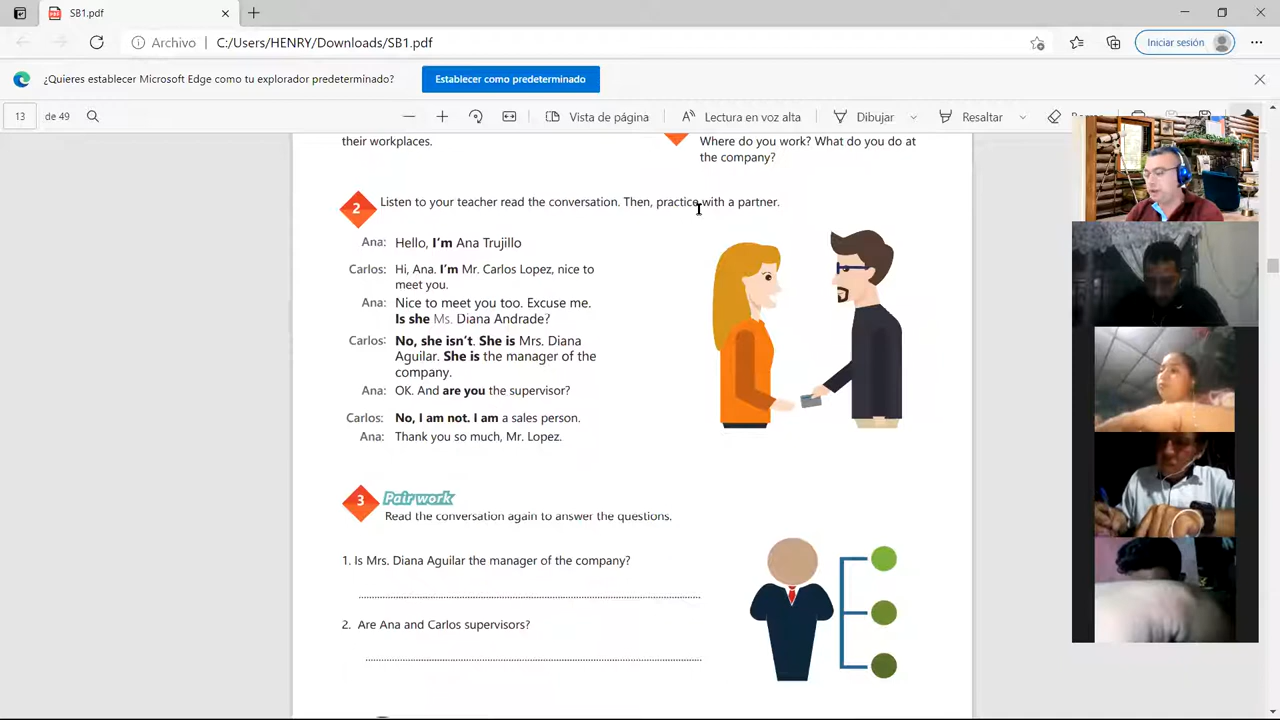 SB1.pdf
Archivo
C:/Users/HENRY/Downloads/SB1.pdf
Iniciar sesión
¿Quieres establecer Microsoft Edge como tu explorador predeterminado?
Establecer como predeterminado
13
de 49
Vista de página
Lectura en voz alta
Dibujar
Resaltar
their workplaces.
Where do you work? What do you do at
the company?
2
Listen to your teacher read the conversation. Then, practice with a partner.
Ana: Hello, I'm Ana Trujillo
Carlos: Hi, Ana. I'm Mr. Carlos Lopez, nice to
meet you.
Ana: Nice to meet you too. Excuse me.
Is she Ms. Diana Andrade?
Carlos: No, she isn't. She is Mrs. Diana
Aguilar. She is the manager of the
company.
Ana: OK. And are you the supervisor?
Carlos: No, I am not. I am a sales person.
Ana: Thank you so much, Mr. Lopez.
3
Pair work
Read the conversation again to answer the questions.
1. Is Mrs. Diana Aguilar the manager of the company?
2. Are Ana and Carlos supervisors?